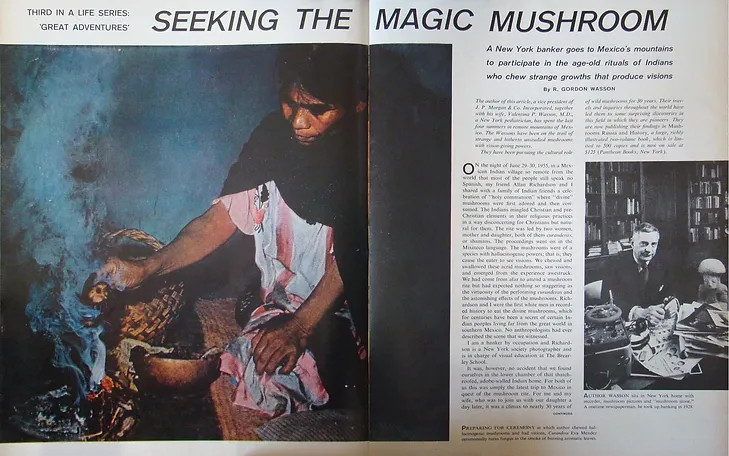 THIRD IN A LIFE SERIES:
'GREAT ADVENTURES'
SEEKING THE MAGIC MUSHROOM
A New York banker goes to Mexico's mountains
to participate in the age-old rituals of Indians
who chew strange growths that produce visions
By R. GORDON WASSON
The author of this article, a vice president of
J. P. Morgan & Co. Incorporated, together
with his wife, Valentina P. Wasson, M.D.,
a New York pediatrician, has spent the last
four summers in remote mountains of Mex-
ico. The Wassons have been on the trail of
strange and hitherto unstudied mushrooms
with vision-giving powers.
They have been pursuing the cultural role
of wild mushrooms for 30 years. Their trav-
els and inquiries throughout the world have
led them to some surprising discoveries in
this field in which they are pioneers. They
are now publishing their findings in Mush-
rooms Russia and History, a large, richly
illustrated two-volume book, which is lim-
ited to 500 copies and is now on sale at
$125 (Pantheon Books, New York).
ON the night of June 29-30, 1955, in a Mex-
ican Indian village so remote from the
world that most of the people still speak no
Spanish, my friend Allan Richardson and I
shared with a family of Indian friends a cele-
bration of "holy communion" where "divine"
mushrooms were first adored and then con-
sumed. The Indians mingled Christian and pre-
Christian elements in their religious practices
in a way disconcerting for Christians but natu-
ral for them. The rite was led by two women,
mother and daughter, both of them curanderas,
or shamans. The proceedings went on in the
Mixeteco language. The mushrooms were of a
species with hallucinogenic powers; that is, they
cause the eater to see visions. We chewed and
swallowed these acrid mushrooms, saw visions,
and emerged from the experience awestruck.
We had come from afar to attend a mushroom
rite but had expected nothing so staggering as
the virtuosity of the performing curanderas and
the astonishing effects of the mushrooms. Rich-
ardson and I were the first white men in record-
ed history to eat the divine mushrooms, which
for centuries have been a secret of certain In-
dian peoples living far from the great world in
southern Mexico. No anthropologists had ever
described the scene that we witnessed.
I am a banker by occupation and Richard-
son is a New York society photographer and
is in charge of visual education at The Brear-
ley School.
It was, however, no accident that we found
ourselves in the lower chamber of that thatch-
roofed, adobe-walled Indian home. For both of
us this was simply the latest trip to Mexico in
quest of the mushroom rite. For me and my
wife, who was to join us with our daughter a
day later, it was a climax to nearly 30 years of
CONTINUED
AUTHOR WASSON sits in New York home with
recorder, mushroom pictures and "mushroom stone."
A onetime newspaperman, he took up banking in 1928.
PREPARING FOR CEREMONY at which author chewed hal-
lucinogenic mushrooms and had visions, Curandera Eva Mendez
ceremonially turns fungus in the smoke of burning aromatic leaves